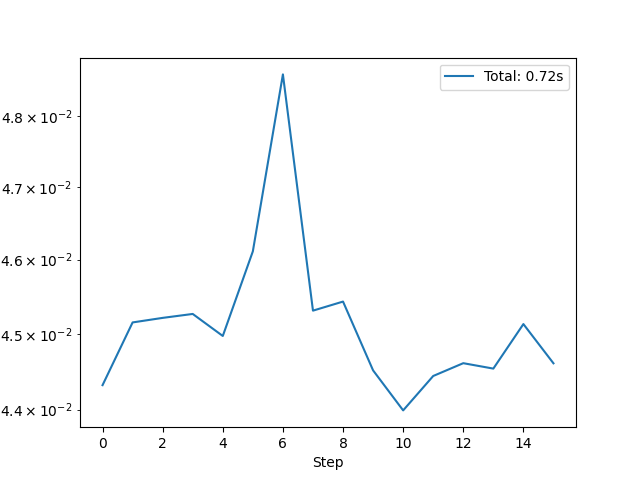 Total: 0.72s
4.8 × 10⁻²
4.7 × 10⁻²
4.6 × 10⁻²
4.5 × 10⁻²
4.4 × 10⁻²
0 2 4 6 8 10 12 14
Step